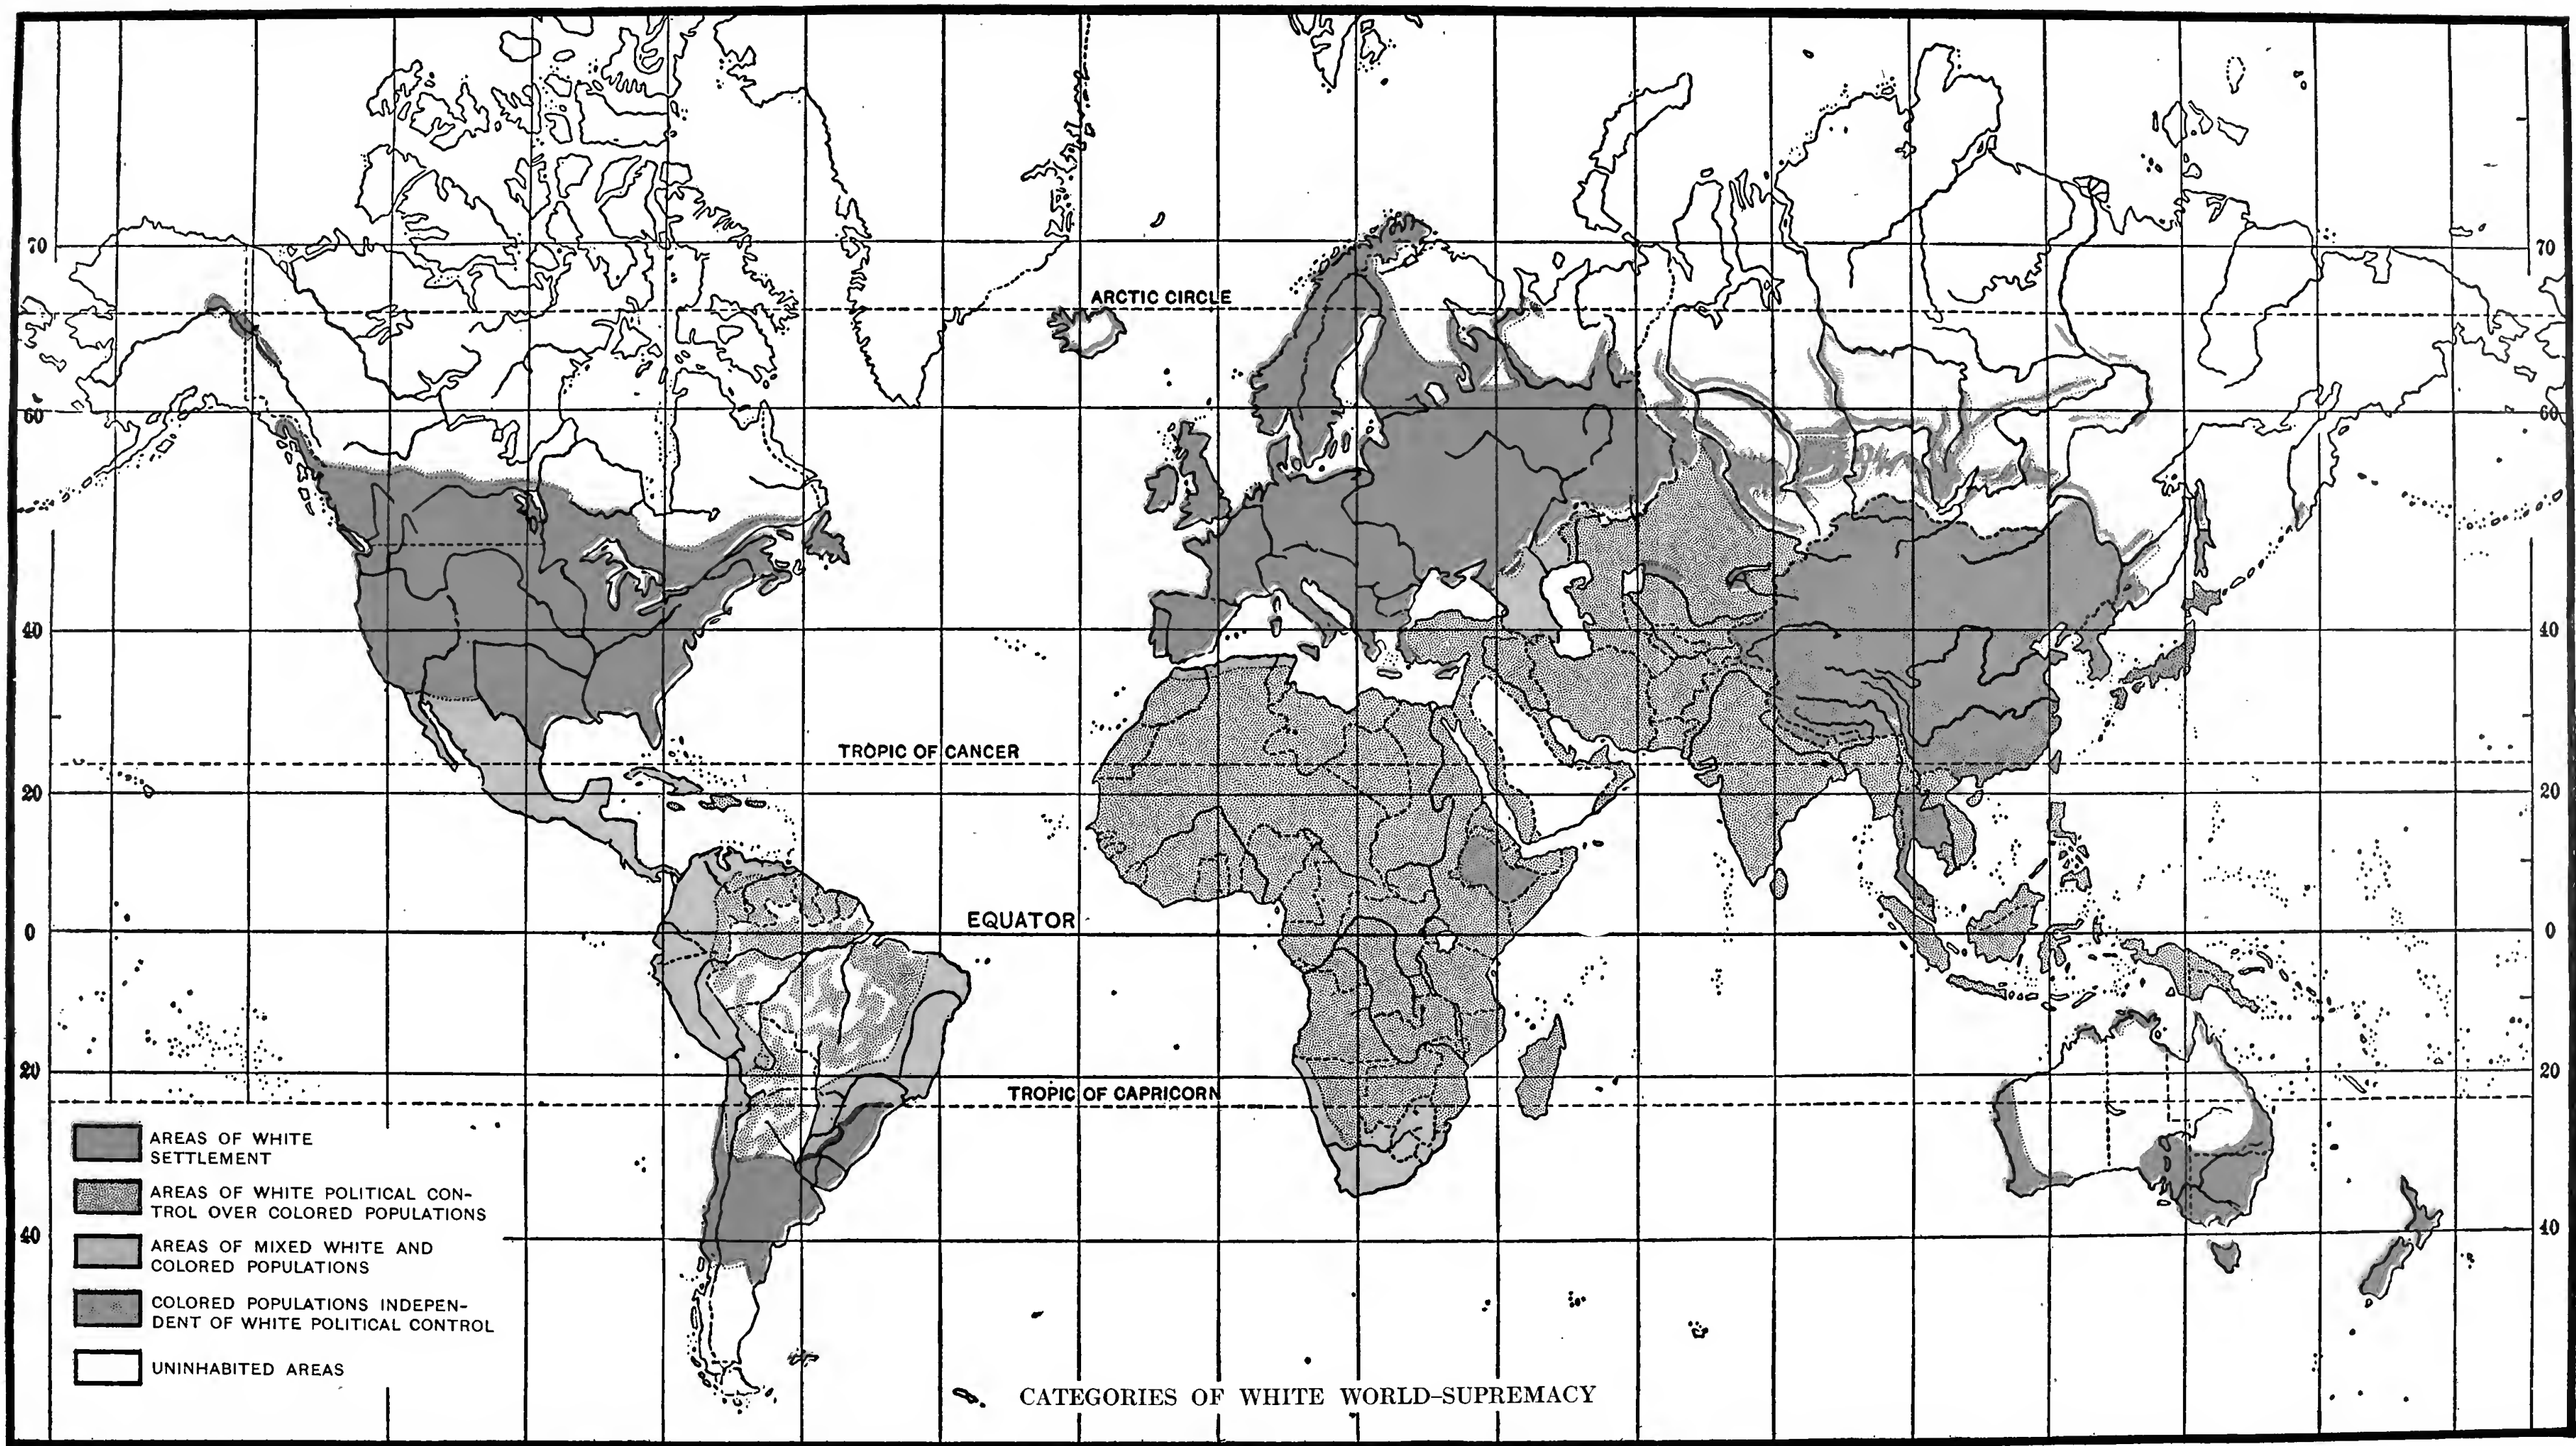 70
70
ARCTIC CIRCLE
60
60
40
40
TROPIC OF CANCER
20
20
EQUATOR
0
0
20
20
TROPIC OF CAPRICORN
AREAS OF WHITE
SETTLEMENT
AREAS OF WHITE POLITICAL CON-
TROL OVER COLORED POPULATIONS
40
40
AREAS OF MIXED WHITE AND
COLORED POPULATIONS
COLORED POPULATIONS INDEPEN-
DENT OF WHITE POLITICAL CONTROL
UNINHABITED AREAS
CATEGORIES OF WHITE WORLD-SUPREMACY